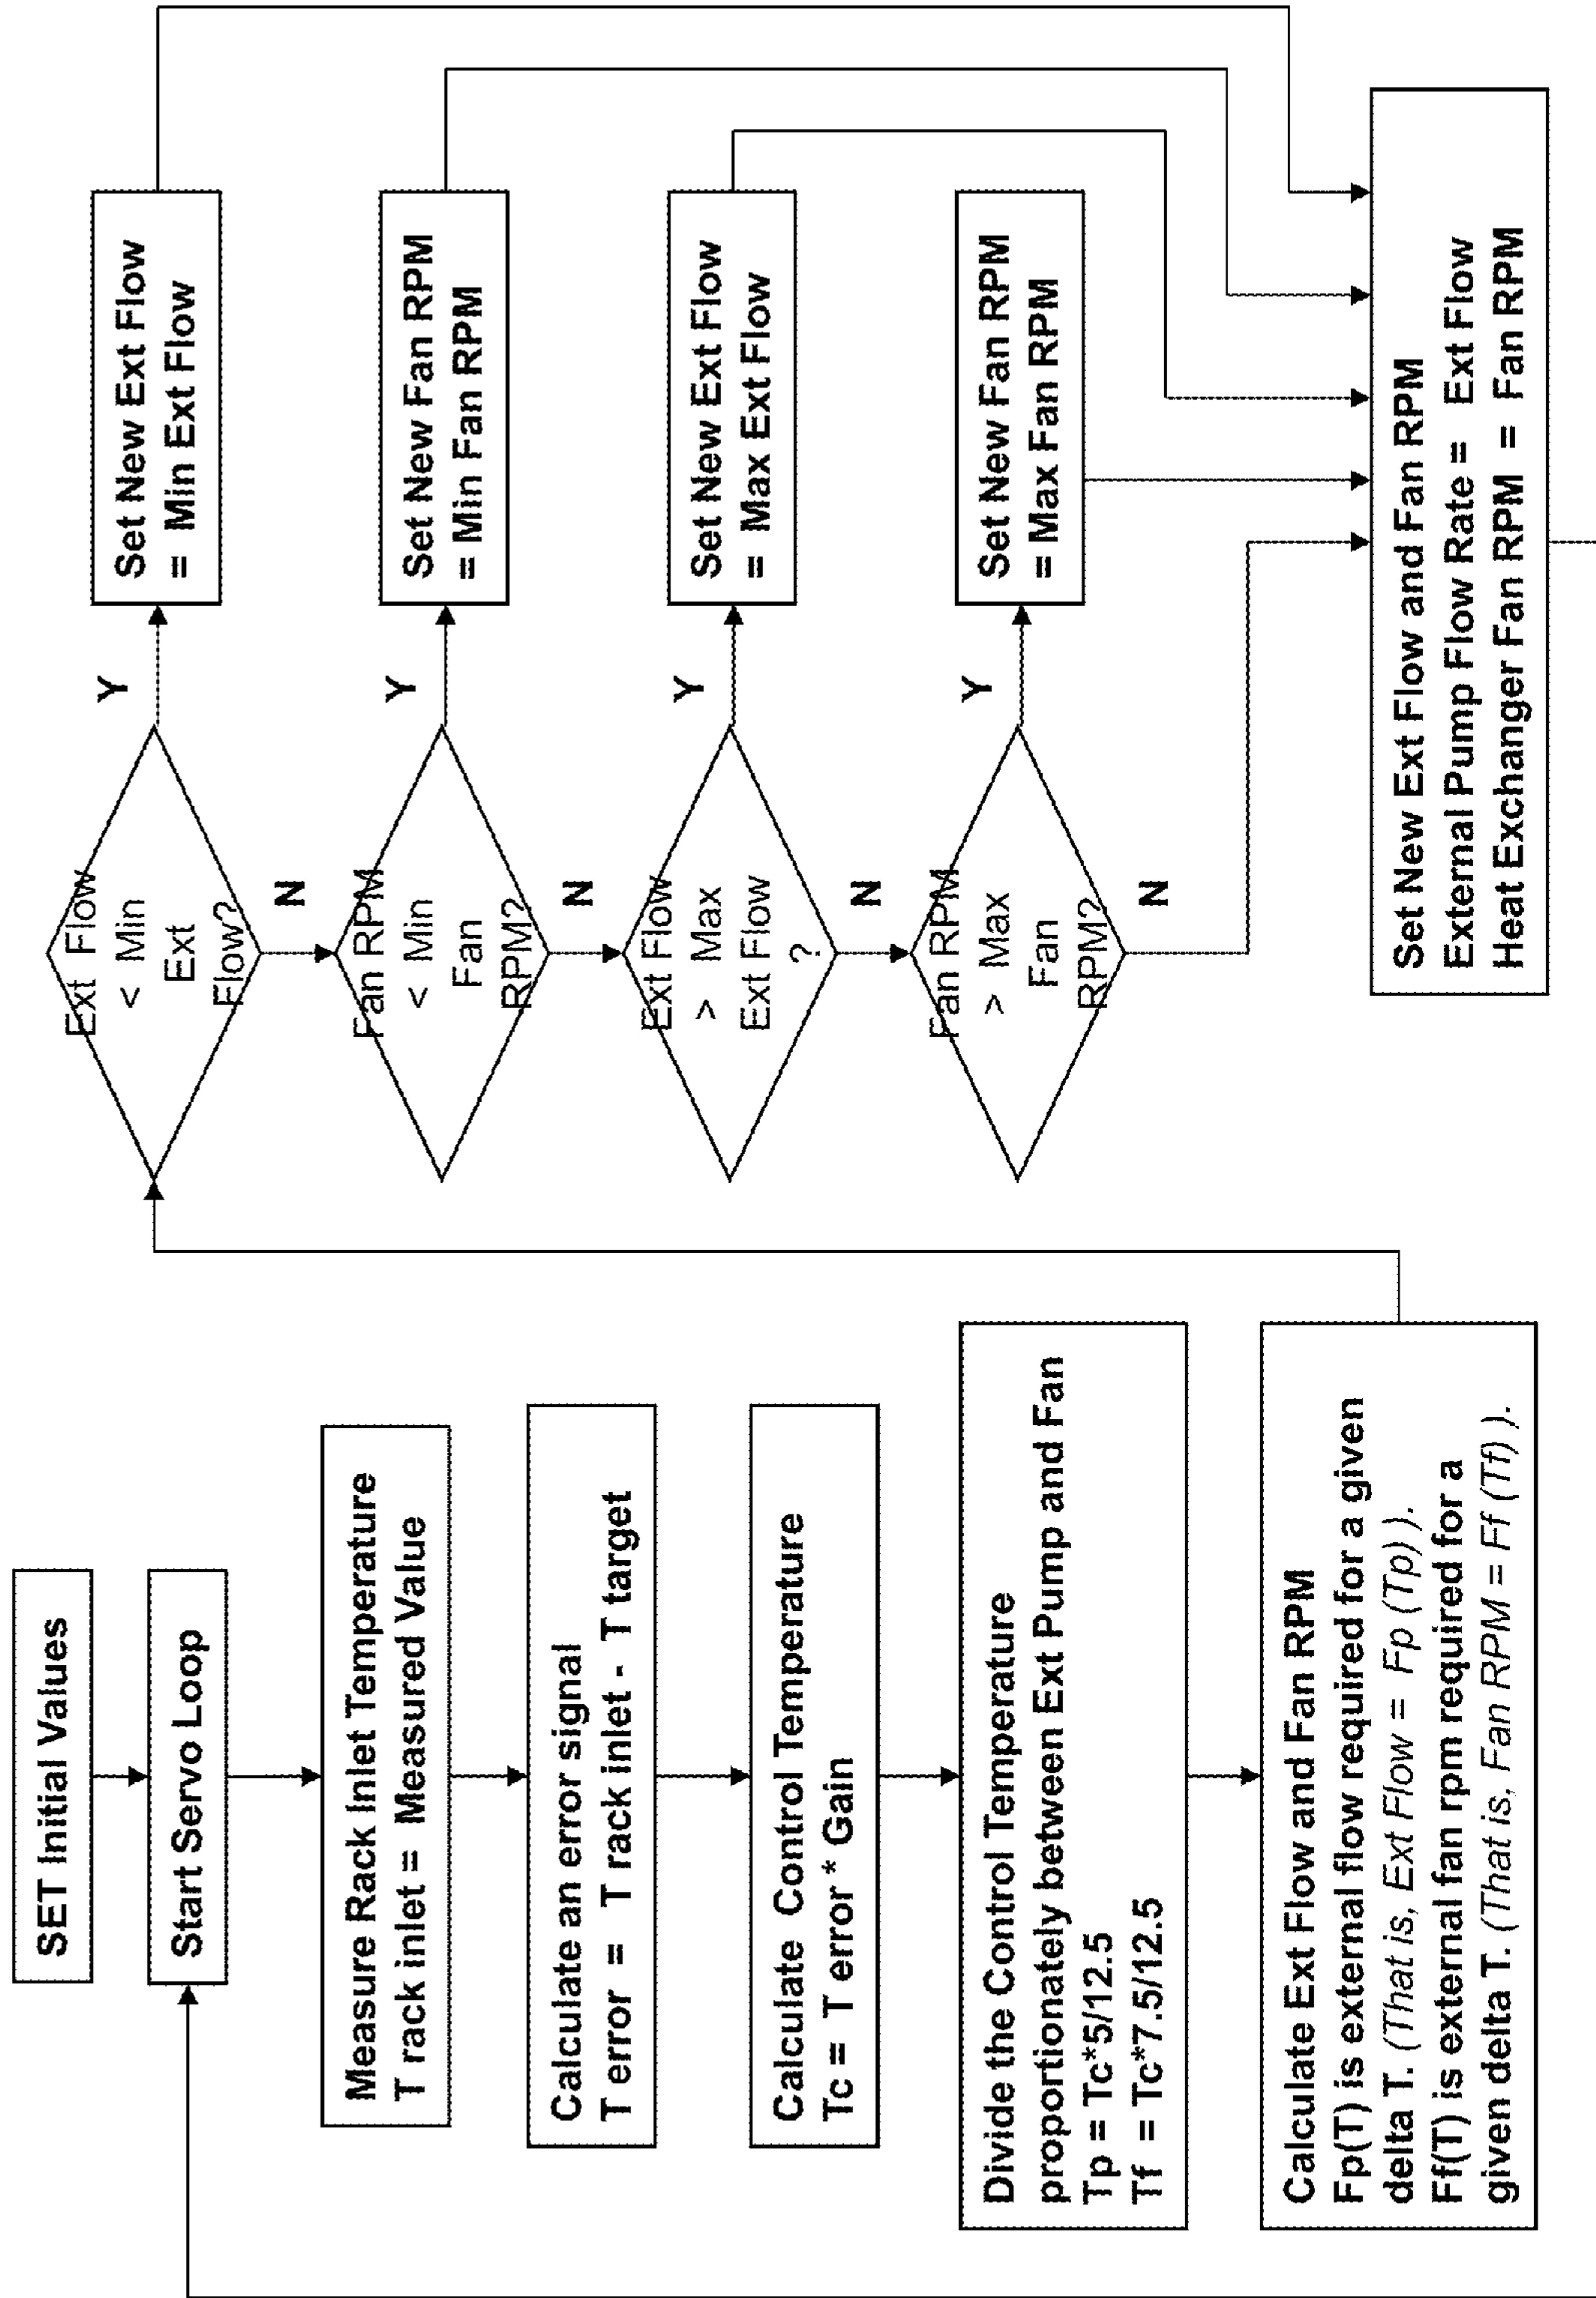 SET Initial Values
Start Servo Loop
Measure Rack Inlet Temperature
T rack inlet = Measured Value
Calculate an error signal
T error = T rack inlet - T target
Calculate Control Temperature
Tc = T error * Gain
Divide the Control Temperature
proportionately between Ext Pump and Fan
Tp = Tc*5/12.5
Tf = Tc*7.5/12.5
Calculate Ext Flow and Fan RPM
Fp(T) is external flow required for a given
delta T. (That is, Ext Flow = Fp (Tp) ).
Ff(T) is external fan rpm required for a
given delta T. (That is, Fan RPM = Ff (Tf) ).
Ext Flow
< Min
Ext
Flow?
Y
N
Set New Ext Flow
= Min Ext Flow
Fan RPM
< Min
Fan
RPM?
Y
N
Set New Fan RPM
= Min Fan RPM
Ext Flow
> Max
Ext Flow
?
Y
N
Set New Ext Flow
= Max Ext Flow
Fan RPM
> Max
Fan
RPM?
Y
N
Set New Fan RPM
= Max Fan RPM
Set New Ext Flow and Fan RPM
External Pump Flow Rate = Ext Flow
Heat Exchanger Fan RPM = Fan RPM